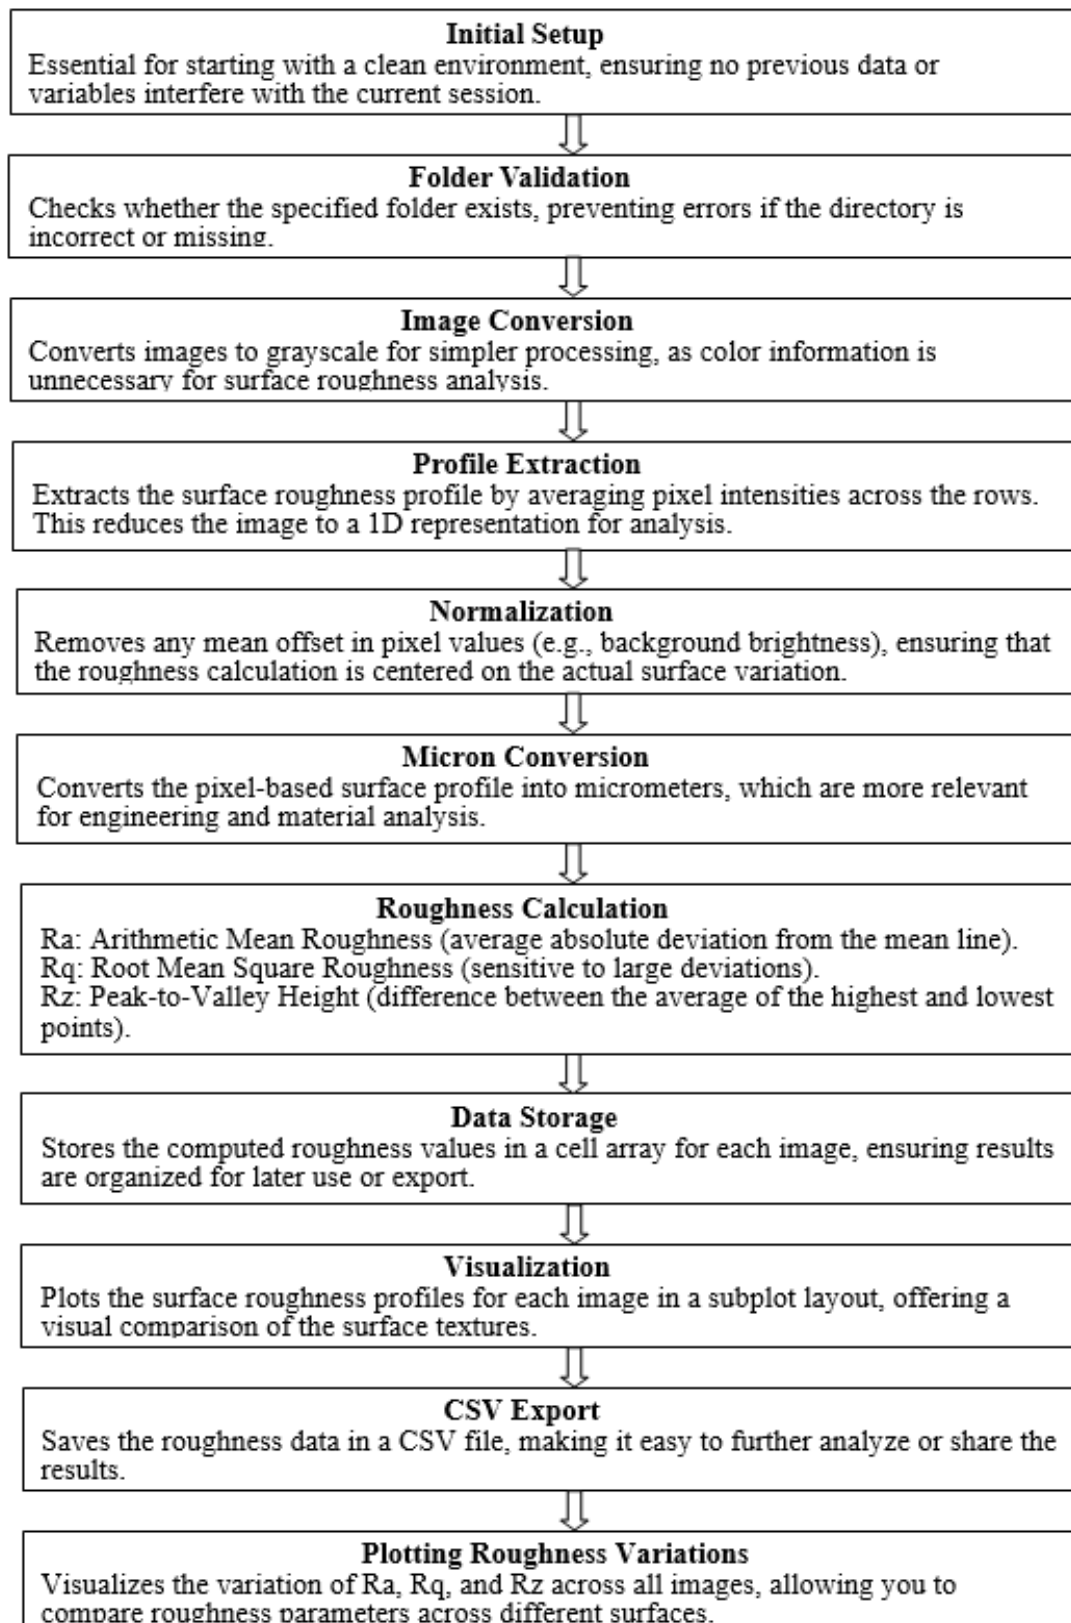 Initial Setup
Essential for starting with a clean environment, ensuring no previous data or
variables interfere with the current session.
Folder Validation
Checks whether the specified folder exists, preventing errors if the directory is
incorrect or missing.
Image Conversion
Converts images to grayscale for simpler processing, as color information is
unnecessary for surface roughness analysis.
Profile Extraction
Extracts the surface roughness profile by averaging pixel intensities across the rows.
This reduces the image to a 1D representation for analysis.
Normalization
Removes any mean offset in pixel values (e.g., background brightness), ensuring that
the roughness calculation is centered on the actual surface variation.
Micron Conversion
Converts the pixel-based surface profile into micrometers, which are more relevant
for engineering and material analysis.
Roughness Calculation
Ra: Arithmetic Mean Roughness (average absolute deviation from the mean line).
Rq: Root Mean Square Roughness (sensitive to large deviations).
Rz: Peak-to-Valley Height (difference between the average of the highest and lowest
points).
Data Storage
Stores the computed roughness values in a cell array for each image, ensuring results
are organized for later use or export.
Visualization
Plots the surface roughness profiles for each image in a subplot layout, offering a
visual comparison of the surface textures.
CSV Export
Saves the roughness data in a CSV file, making it easy to further analyze or share the
results.
Plotting Roughness Variations
Visualizes the variation of Ra, Rq, and Rz across all images, allowing you to
compare roughness parameters across different surfaces.